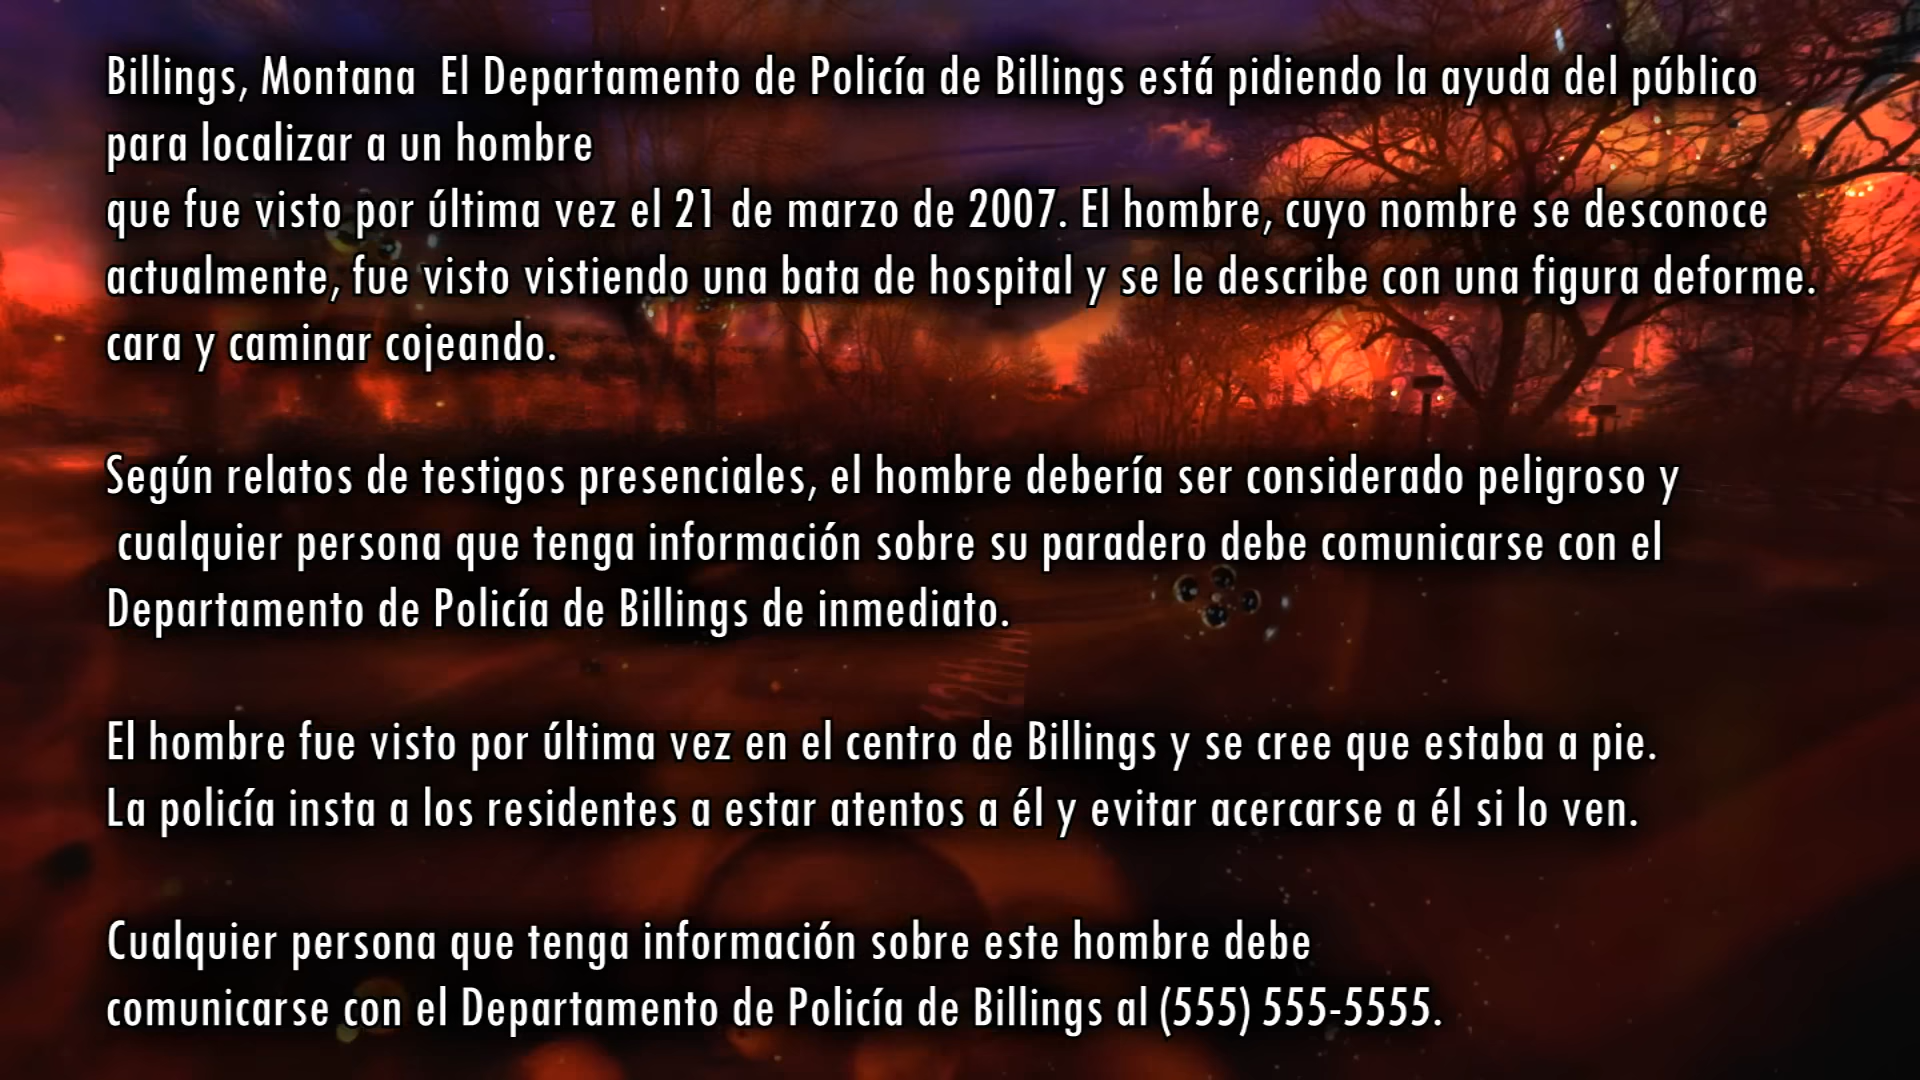 Billings, Montana  El Departamento de Policía de Billings está pidiendo la ayuda del público
para localizar a un hombre
que fue visto por última vez el 21 de marzo de 2007. El hombre, cuyo nombre se desconoce
actualmente, fue visto vistiendo una bata de hospital y se le describe con una figura deforme.
cara y caminar cojeando.
Según relatos de testigos presenciales, el hombre debería ser considerado peligroso y
cualquier persona que tenga información sobre su paradero debe comunicarse con el
Departamento de Policía de Billings de inmediato.
El hombre fue visto por última vez en el centro de Billings y se cree que estaba a pie.
La policía insta a los residentes a estar atentos a él y evitar acercarse a él si lo ven.
Cualquier persona que tenga información sobre este hombre debe
comunicarse con el Departamento de Policía de Billings al (555) 555-5555.